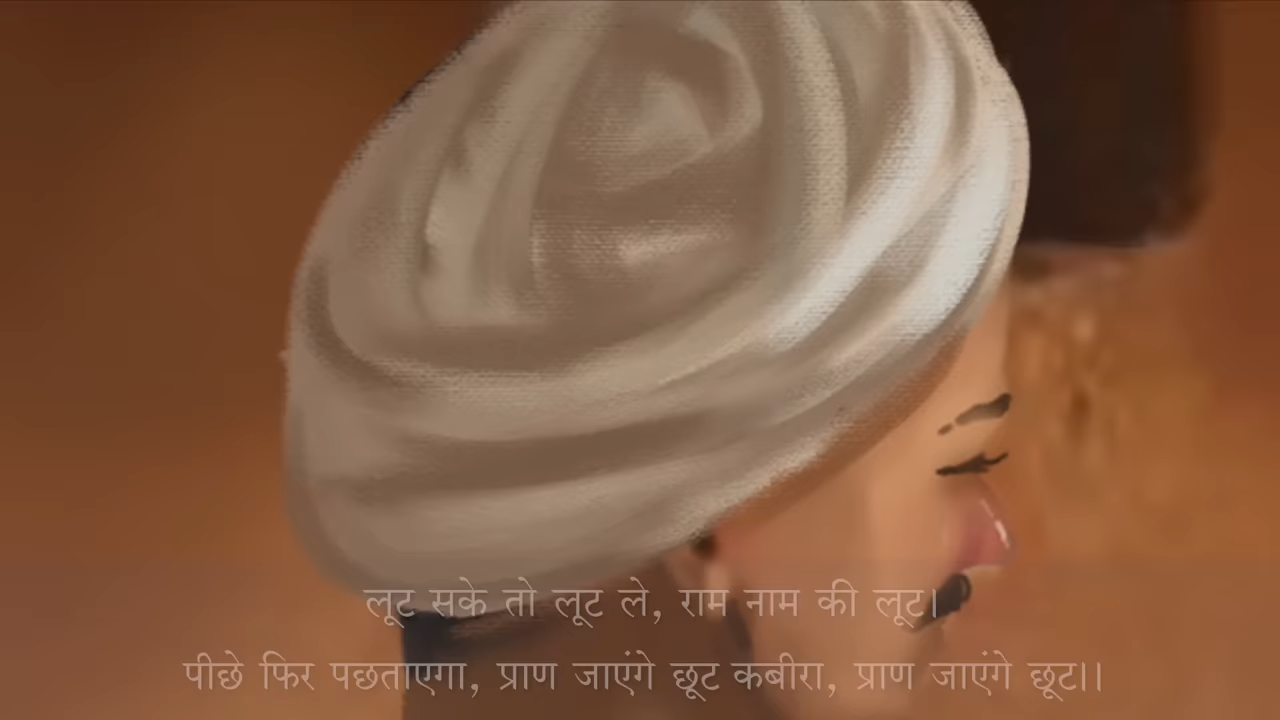 लूट सके तो लूट ले, राम नाम की लूट।
पीछे फिर पछताएगा, प्राण जाएंगे छूट कबीरा, प्राण जाएंगे छूट।।